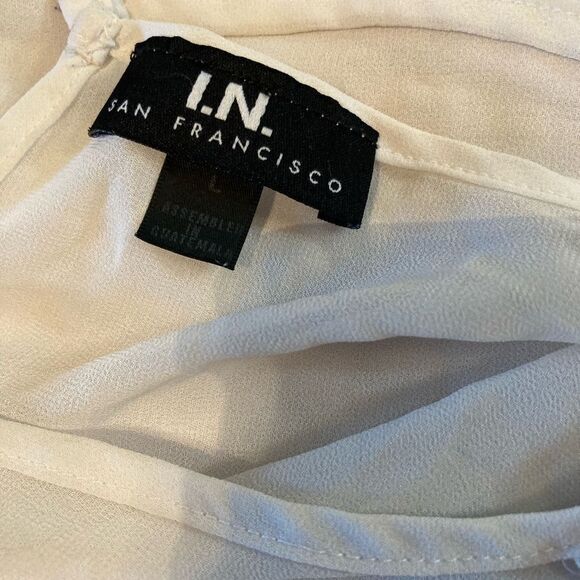 I.N.
SAN FRANCISCO
L
ASSEMBLED
IN
GUATEMALA